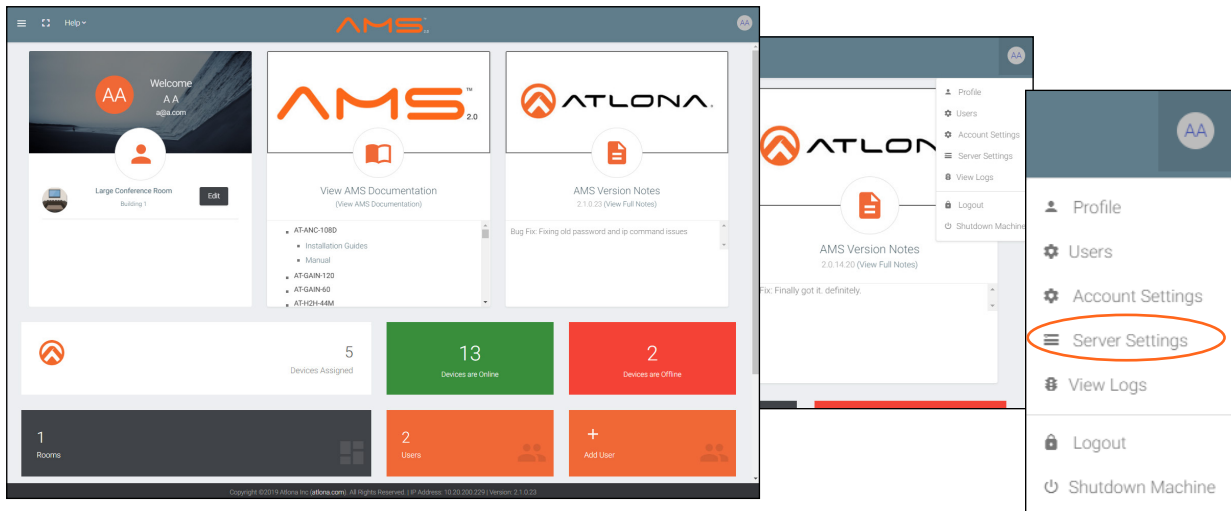 Help
AMS
2.0
AA
AA
Welcome
A A
a@a.com
Large Conference Room
Building 1
Edit
AMS™
2.0
View AMS Documentation
(View AMS Documentation)
AT-ANC-108D
Installation Guides
Manual
AT-GAIN-120
AT-GAIN-60
AT-H2H-44M
ATLONA.
AMS Version Notes
2.1.0.23 (View Full Notes)
Bug Fix: Fixing old password and ip command issues
5
Devices Assigned
13
Devices are Online
2
Devices are Offline
1
Rooms
2
Users
+
Add User
Copyright ©2019 Atlona Inc (atlona.com). All Rights Reserved. | IP Address: 10.20.200.229 | Version: 2.1.0.23
AA
Profile
Users
Account Settings
Server Settings
View Logs
Logout
Shutdown Machine
ATLON
AMS Version Notes
2.0.14.20 (View Full Notes)
Fix: Finally got it. definitely.
AA
Profile
Users
Account Settings
Server Settings
View Logs
Logout
Shutdown Machine